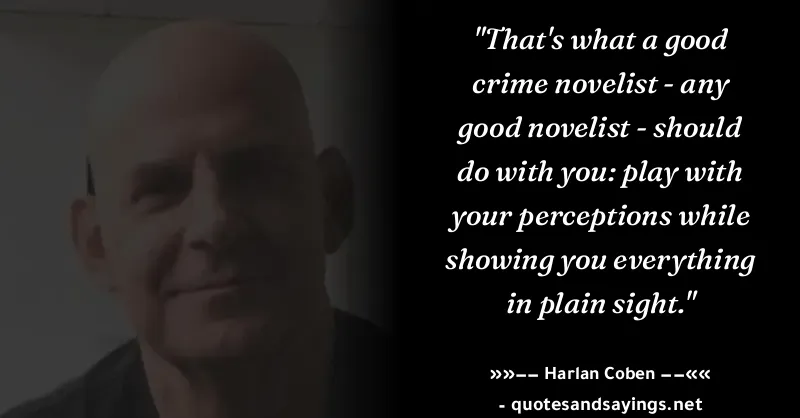 "That's what a good
crime novelist - any
good novelist - should
do with you: play with
your perceptions while
showing you everything
in plain sight."
»»–– Harlan Coben ––««
- quotesandsayings.net